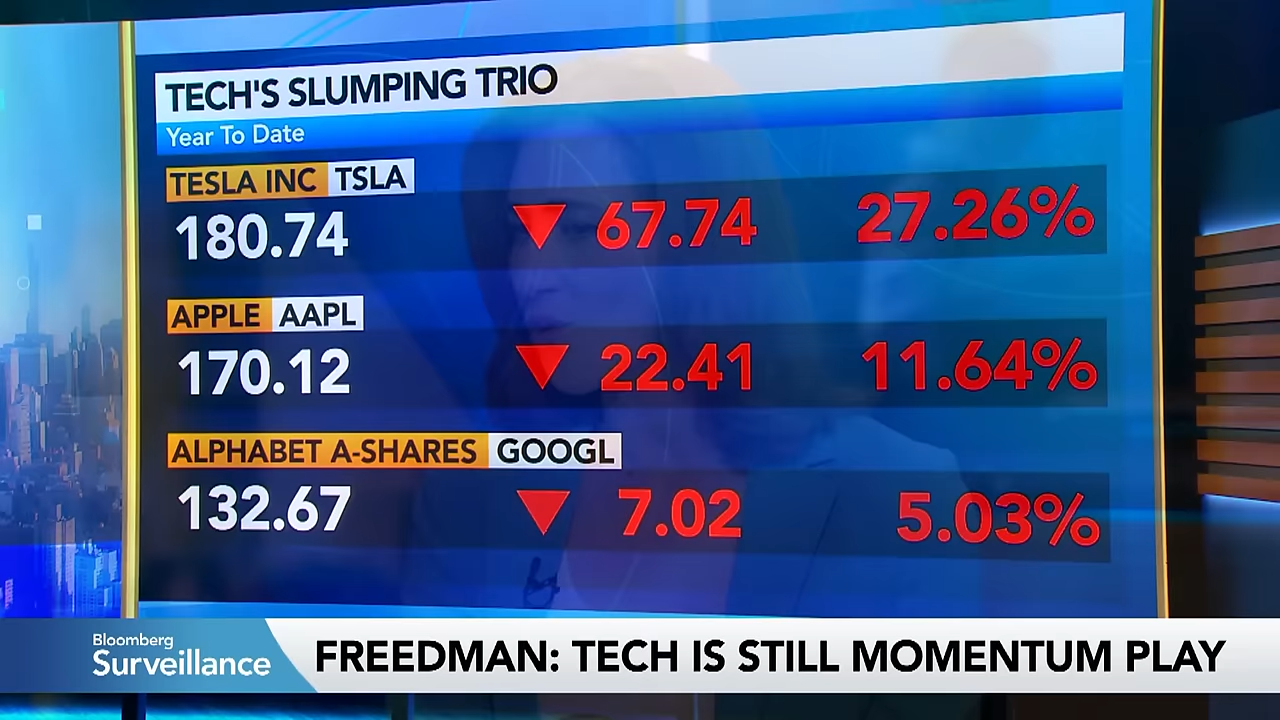 TECH'S SLUMPING TRIO
Year To Date
TESLA INC TSLA
180.74 ▼ 67.74 27.26%
APPLE AAPL
170.12 ▼ 22.41 11.64%
ALPHABET A-SHARES GOOGL
132.67 ▼ 7.02 5.03%
Bloomberg
Surveillance
FREEDMAN: TECH IS STILL MOMENTUM PLAY